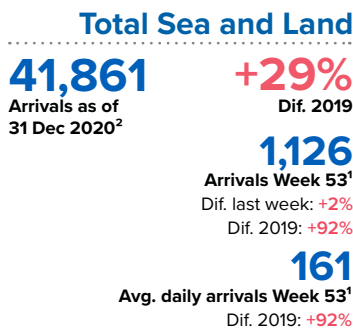 Total Sea and Land
41,861
Arrivals as of
31 Dec 2020²
+29%
Dif. 2019
1,126
Arrivals Week 53¹
Dif. last week: +2%
Dif. 2019: +92%
161
Avg. daily arrivals Week 53¹
Dif. 2019: +92%